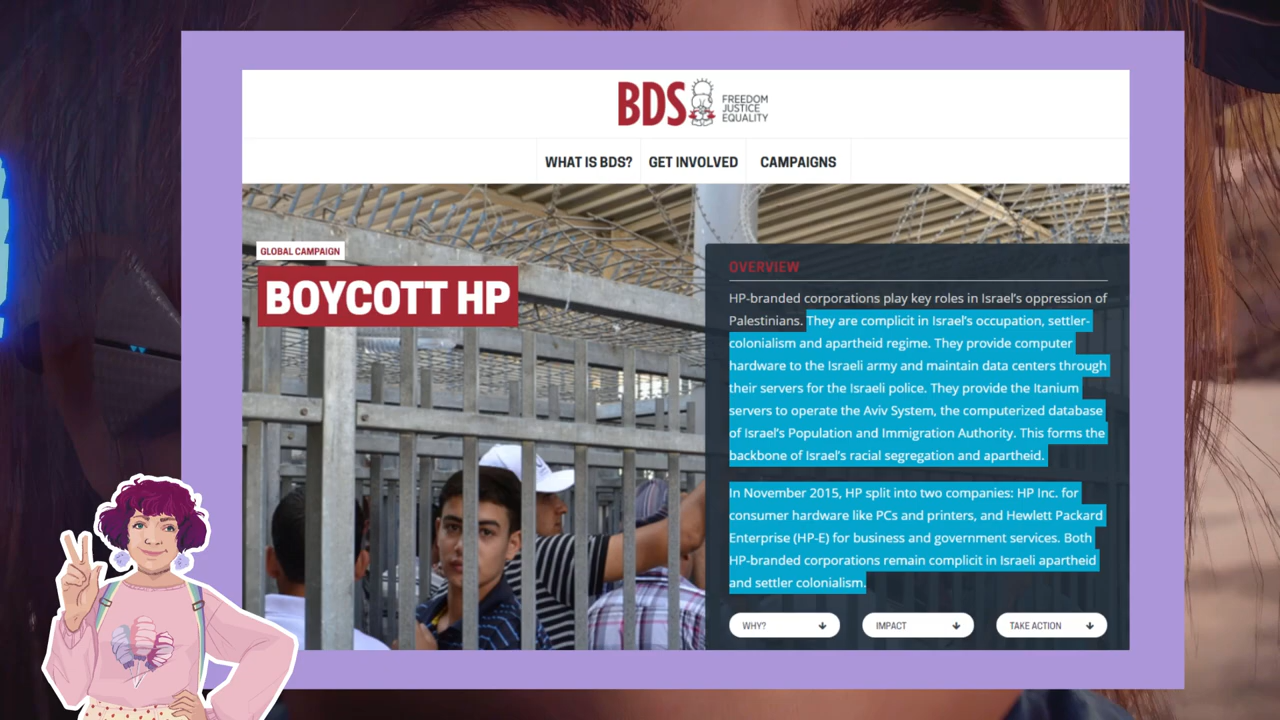 BDS
FREEDOM
JUSTICE
EQUALITY
WHAT IS BDS?
GET INVOLVED
CAMPAIGNS
GLOBAL CAMPAIGN
BOYCOTT HP
OVERVIEW
HP-branded corporations play key roles in Israel's oppression of
Palestinians. They are complicit in Israel's occupation, settler-
colonialism and apartheid regime. They provide computer
hardware to the Israeli army and maintain data centers through
their servers for the Israeli police. They provide the Itanium
servers to operate the Aviv System, the computerized database
of Israel's Population and Immigration Authority. This forms the
backbone of Israel's racial segregation and apartheid.
In November 2015, HP split into two companies: HP Inc. for
consumer hardware like PCs and printers, and Hewlett Packard
Enterprise (HP-E) for business and government services. Both
HP-branded corporations remain complicit in Israeli apartheid
and settler colonialism.
WHY?
IMPACT
TAKE ACTION